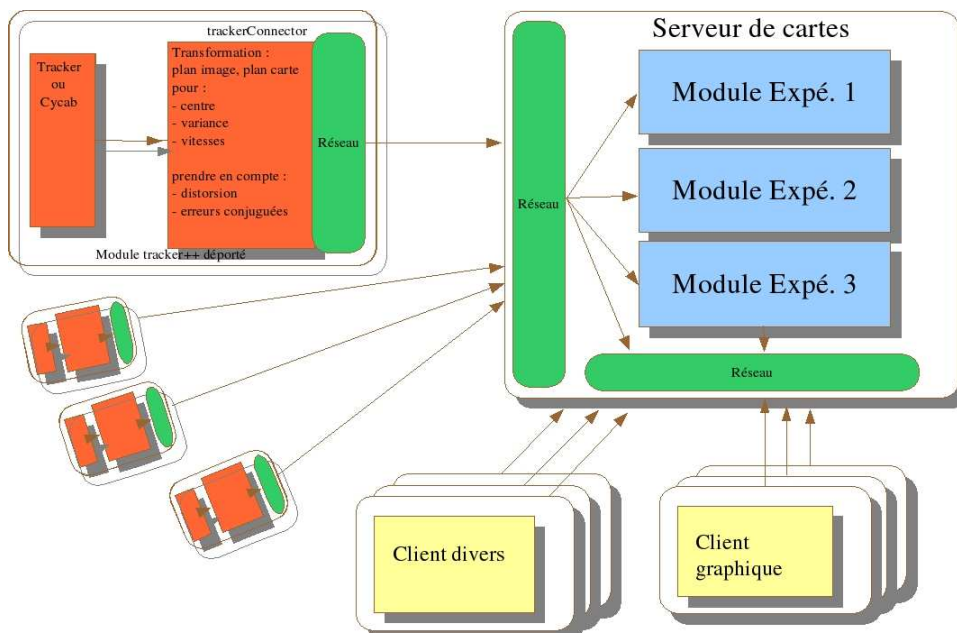 trackerConnector
Tracker
ou
Cycab
Transformation :
plan image, plan carte
pour :
- centre
- variance
- vitesses
prendre en compte :
- distorsion
- erreurs conjuguées
Réseau
Module tracker++ déporté
Serveur de cartes
Réseau
Module Expé. 1
Module Expé. 2
Module Expé. 3
Réseau
Client divers
Client
graphique